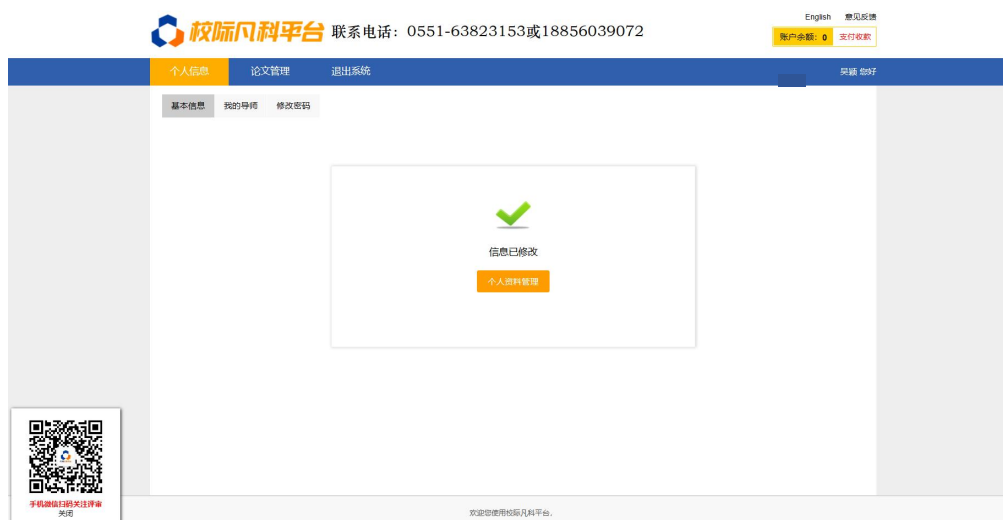 English 意见反馈
校际凡科平台 联系电话：0551-63823153或18856039072
账户余额：0 支付收款
个人信息 论文管理 退出系统 吴颖 您好
基本信息 我的导师 修改密码
信息已修改
个人资料管理
手机微信扫码关注评审
关闭
欢迎您使用校际凡科平台.